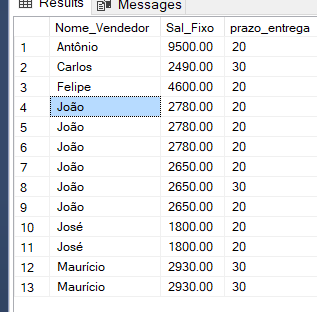 Results Messages
Nome_Vendedor Sal_Fixo prazo_entrega
1 Antônio 9500.00 20
2 Carlos 2490.00 30
3 Felipe 4600.00 20
4 João 2780.00 20
5 João 2780.00 20
6 João 2780.00 20
7 João 2650.00 20
8 João 2650.00 30
9 João 2650.00 20
10 José 1800.00 20
11 José 1800.00 20
12 Maurício 2930.00 30
13 Maurício 2930.00 30